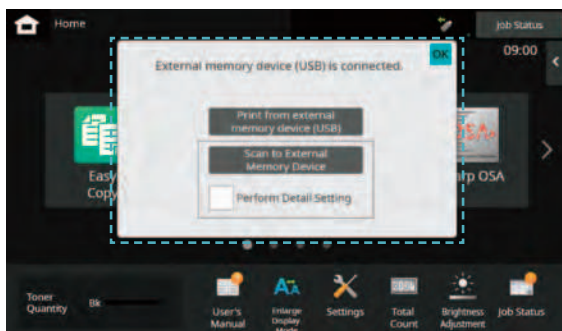 Home
Job Status
09:00
OK
External memory device (USB) is connected.
Print from external
memory device (USB)
Scan to External
Memory Device
Perform Detail Setting
Easy
Copy
rp OSA
Toner
Quantity
Bk
User's
Manual
Enlarge
Display
Mode
Settings
Total
Count
Brightness
Adjustment
Job Status